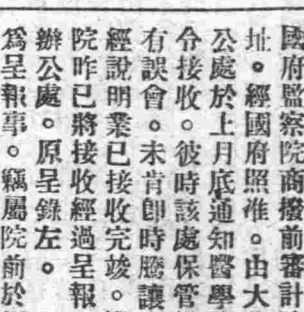 國府監察院商撥前審計
址。經國府照准。由大
公處於上月底通知醫學
令接收。彼時該處保管
有誤會。未肯卽時騰讓
經說明業已接收完竣。
院昨已將接收經過呈報
辦公處。原呈錄左。
爲呈報事。竊屬院前於